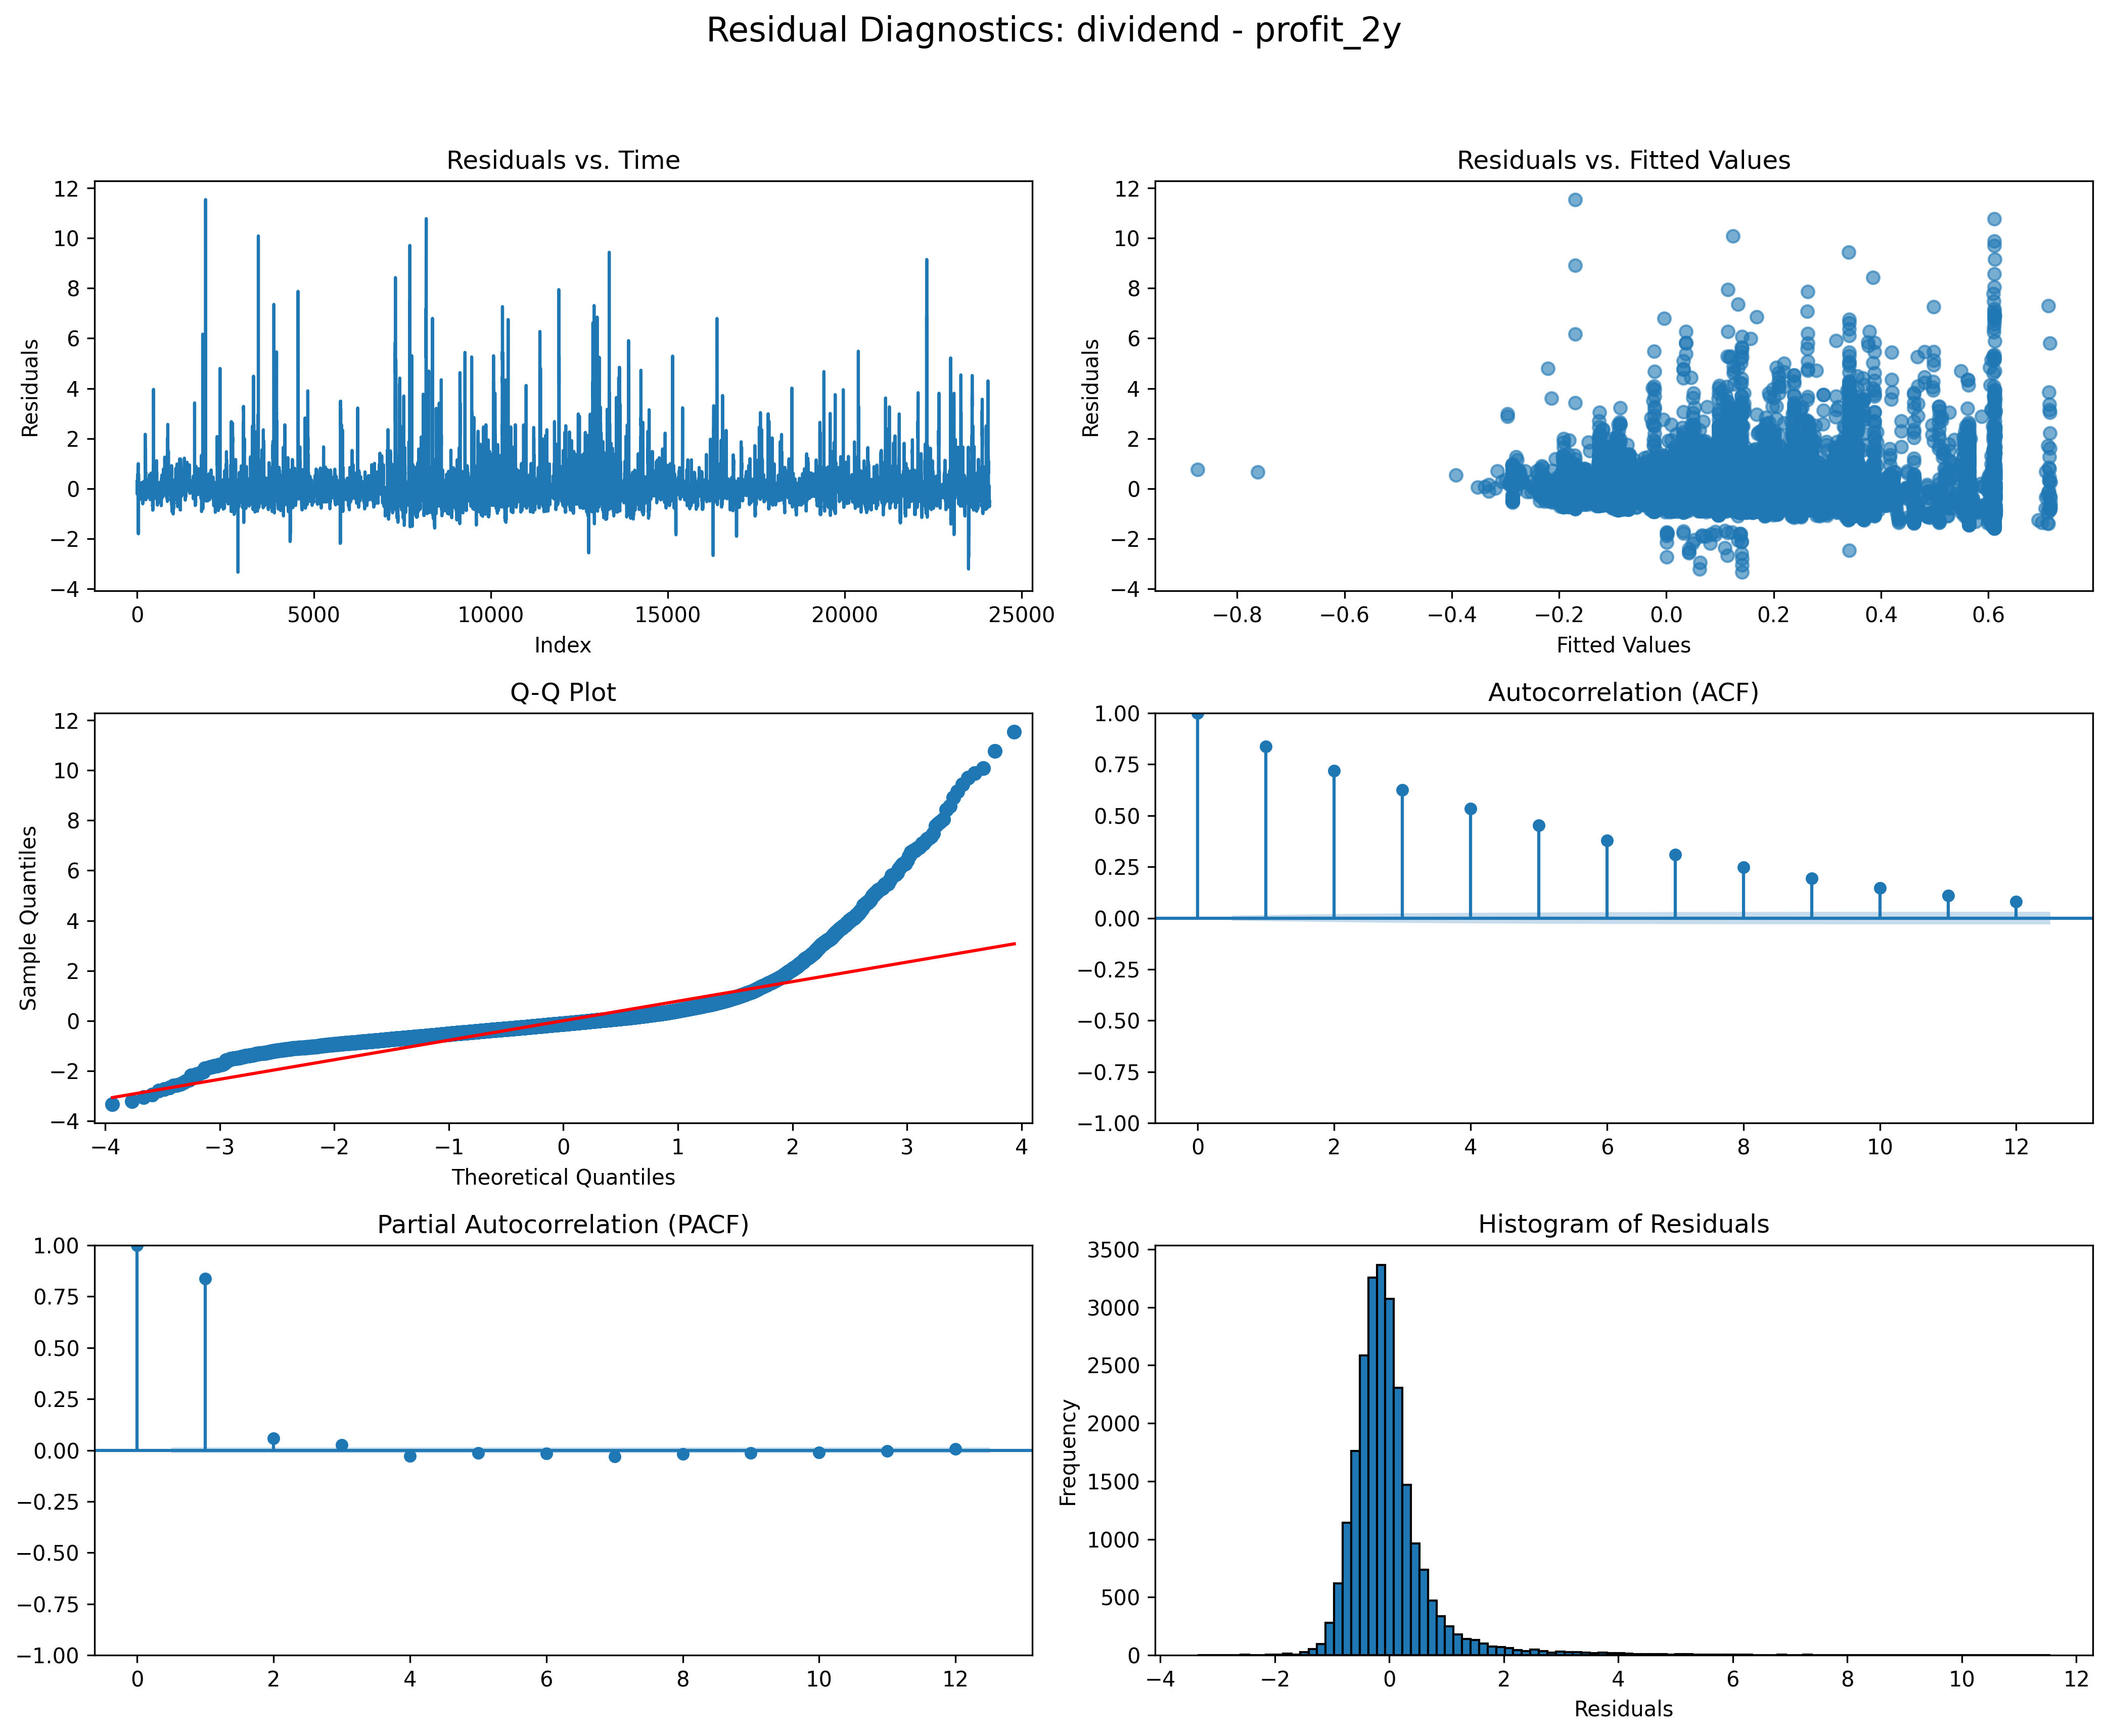 Residual Diagnostics: dividend - profit_2y
Residuals vs. Time
12
10
8
6
4
2
0
−2
−4
Residuals
0 5000 10000 15000 20000 25000
Index
Residuals vs. Fitted Values
12
10
8
6
4
2
0
−2
−4
Residuals
−0.8 −0.6 −0.4 −0.2 0.0 0.2 0.4 0.6
Fitted Values
Q-Q Plot
12
10
8
6
4
2
0
−2
−4
Sample Quantiles
−4 −3 −2 −1 0 1 2 3 4
Theoretical Quantiles
Autocorrelation (ACF)
1.00
0.75
0.50
0.25
0.00
−0.25
−0.50
−0.75
−1.00
0 2 4 6 8 10 12
Partial Autocorrelation (PACF)
1.00
0.75
0.50
0.25
0.00
−0.25
−0.50
−0.75
−1.00
0 2 4 6 8 10 12
Histogram of Residuals
3500
3000
2500
2000
1500
1000
500
0
Frequency
−4 −2 0 2 4 6 8 10 12
Residuals